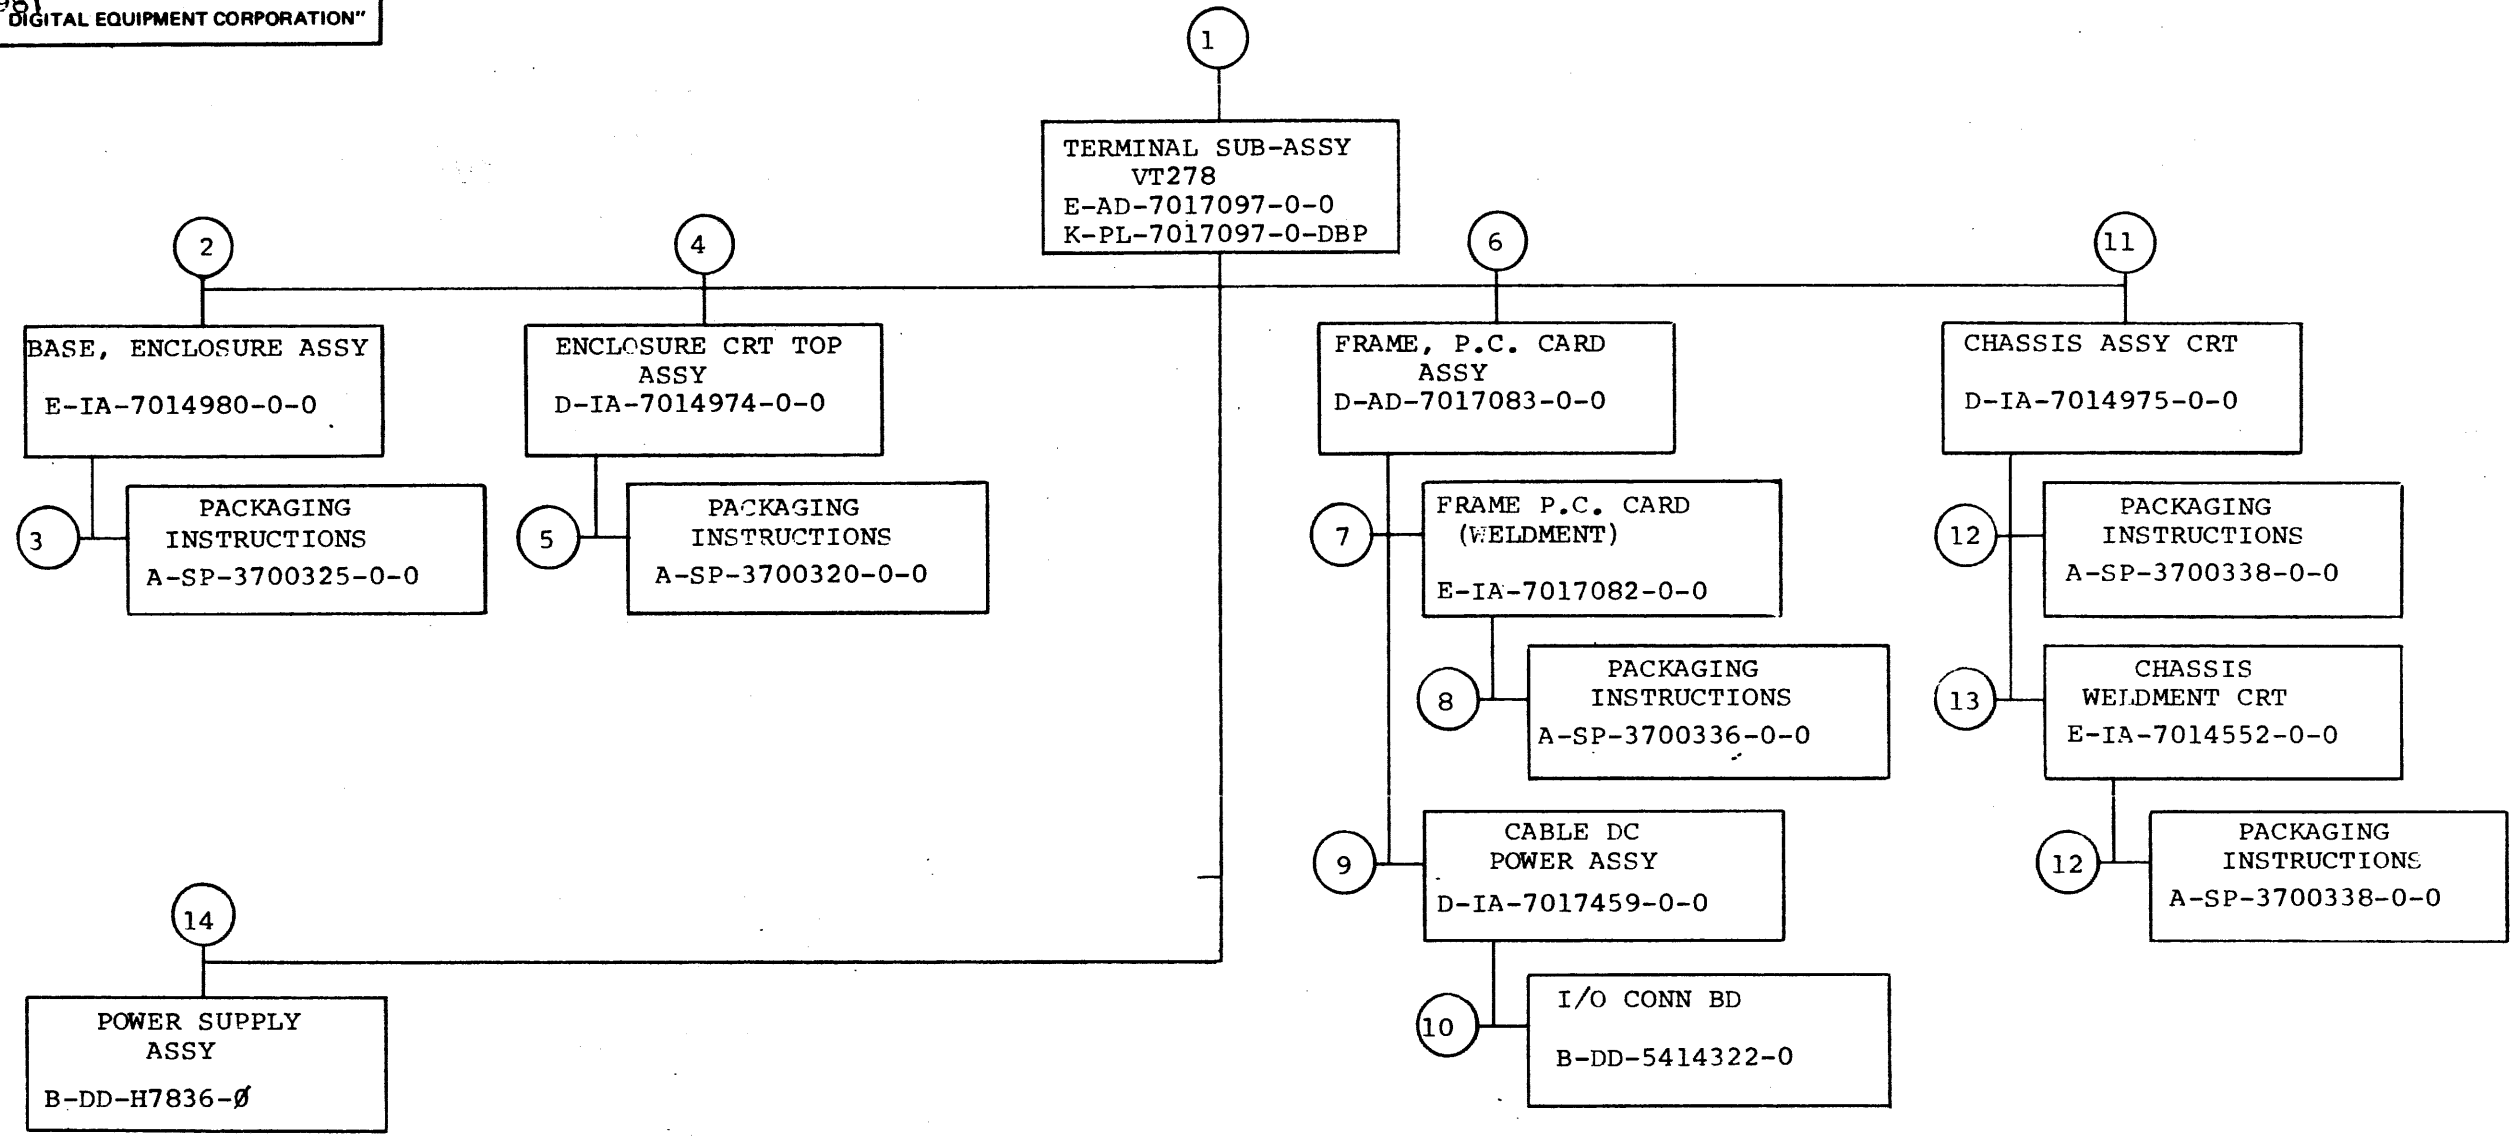 DIGITAL EQUIPMENT CORPORATION"
1
TERMINAL SUB-ASSY
VT278
E-AD-7017097-0-0
K-PL-7017097-0-DBP
2
BASE, ENCLOSURE ASSY
E-IA-7014980-0-0
3
PACKAGING
INSTRUCTIONS
A-SP-3700325-0-0
4
ENCLOSURE CRT TOP
ASSY
D-IA-7014974-0-0
5
PACKAGING
INSTRUCTIONS
A-SP-3700320-0-0
6
FRAME, P.C. CARD
ASSY
D-AD-7017083-0-0
7
FRAME P.C. CARD
(WELDMENT)
E-IA-7017082-0-0
8
PACKAGING
INSTRUCTIONS
A-SP-3700336-0-0
9
CABLE DC
POWER ASSY
D-IA-7017459-0-0
10
I/O CONN BD
B-DD-5414322-0
11
CHASSIS ASSY CRT
D-IA-7014975-0-0
12
PACKAGING
INSTRUCTIONS
A-SP-3700338-0-0
13
CHASSIS
WELDMENT CRT
E-IA-7014552-0-0
12
PACKAGING
INSTRUCTIONS
A-SP-3700338-0-0
14
POWER SUPPLY
ASSY
B-DD-H7836-Ø